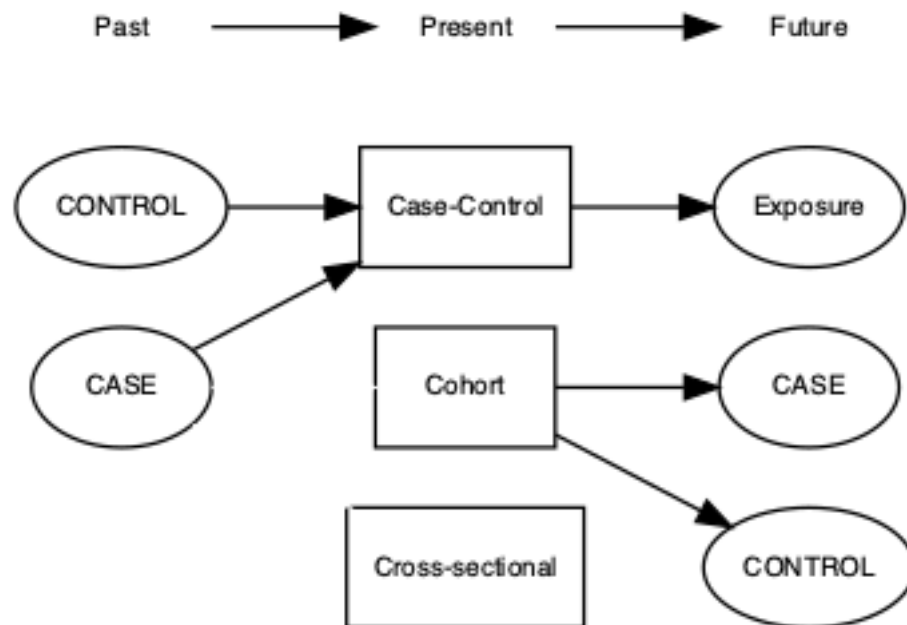 Past Present Future
CONTROL Case-Control Exposure
CASE Cohort CASE
Cross-sectional CONTROL